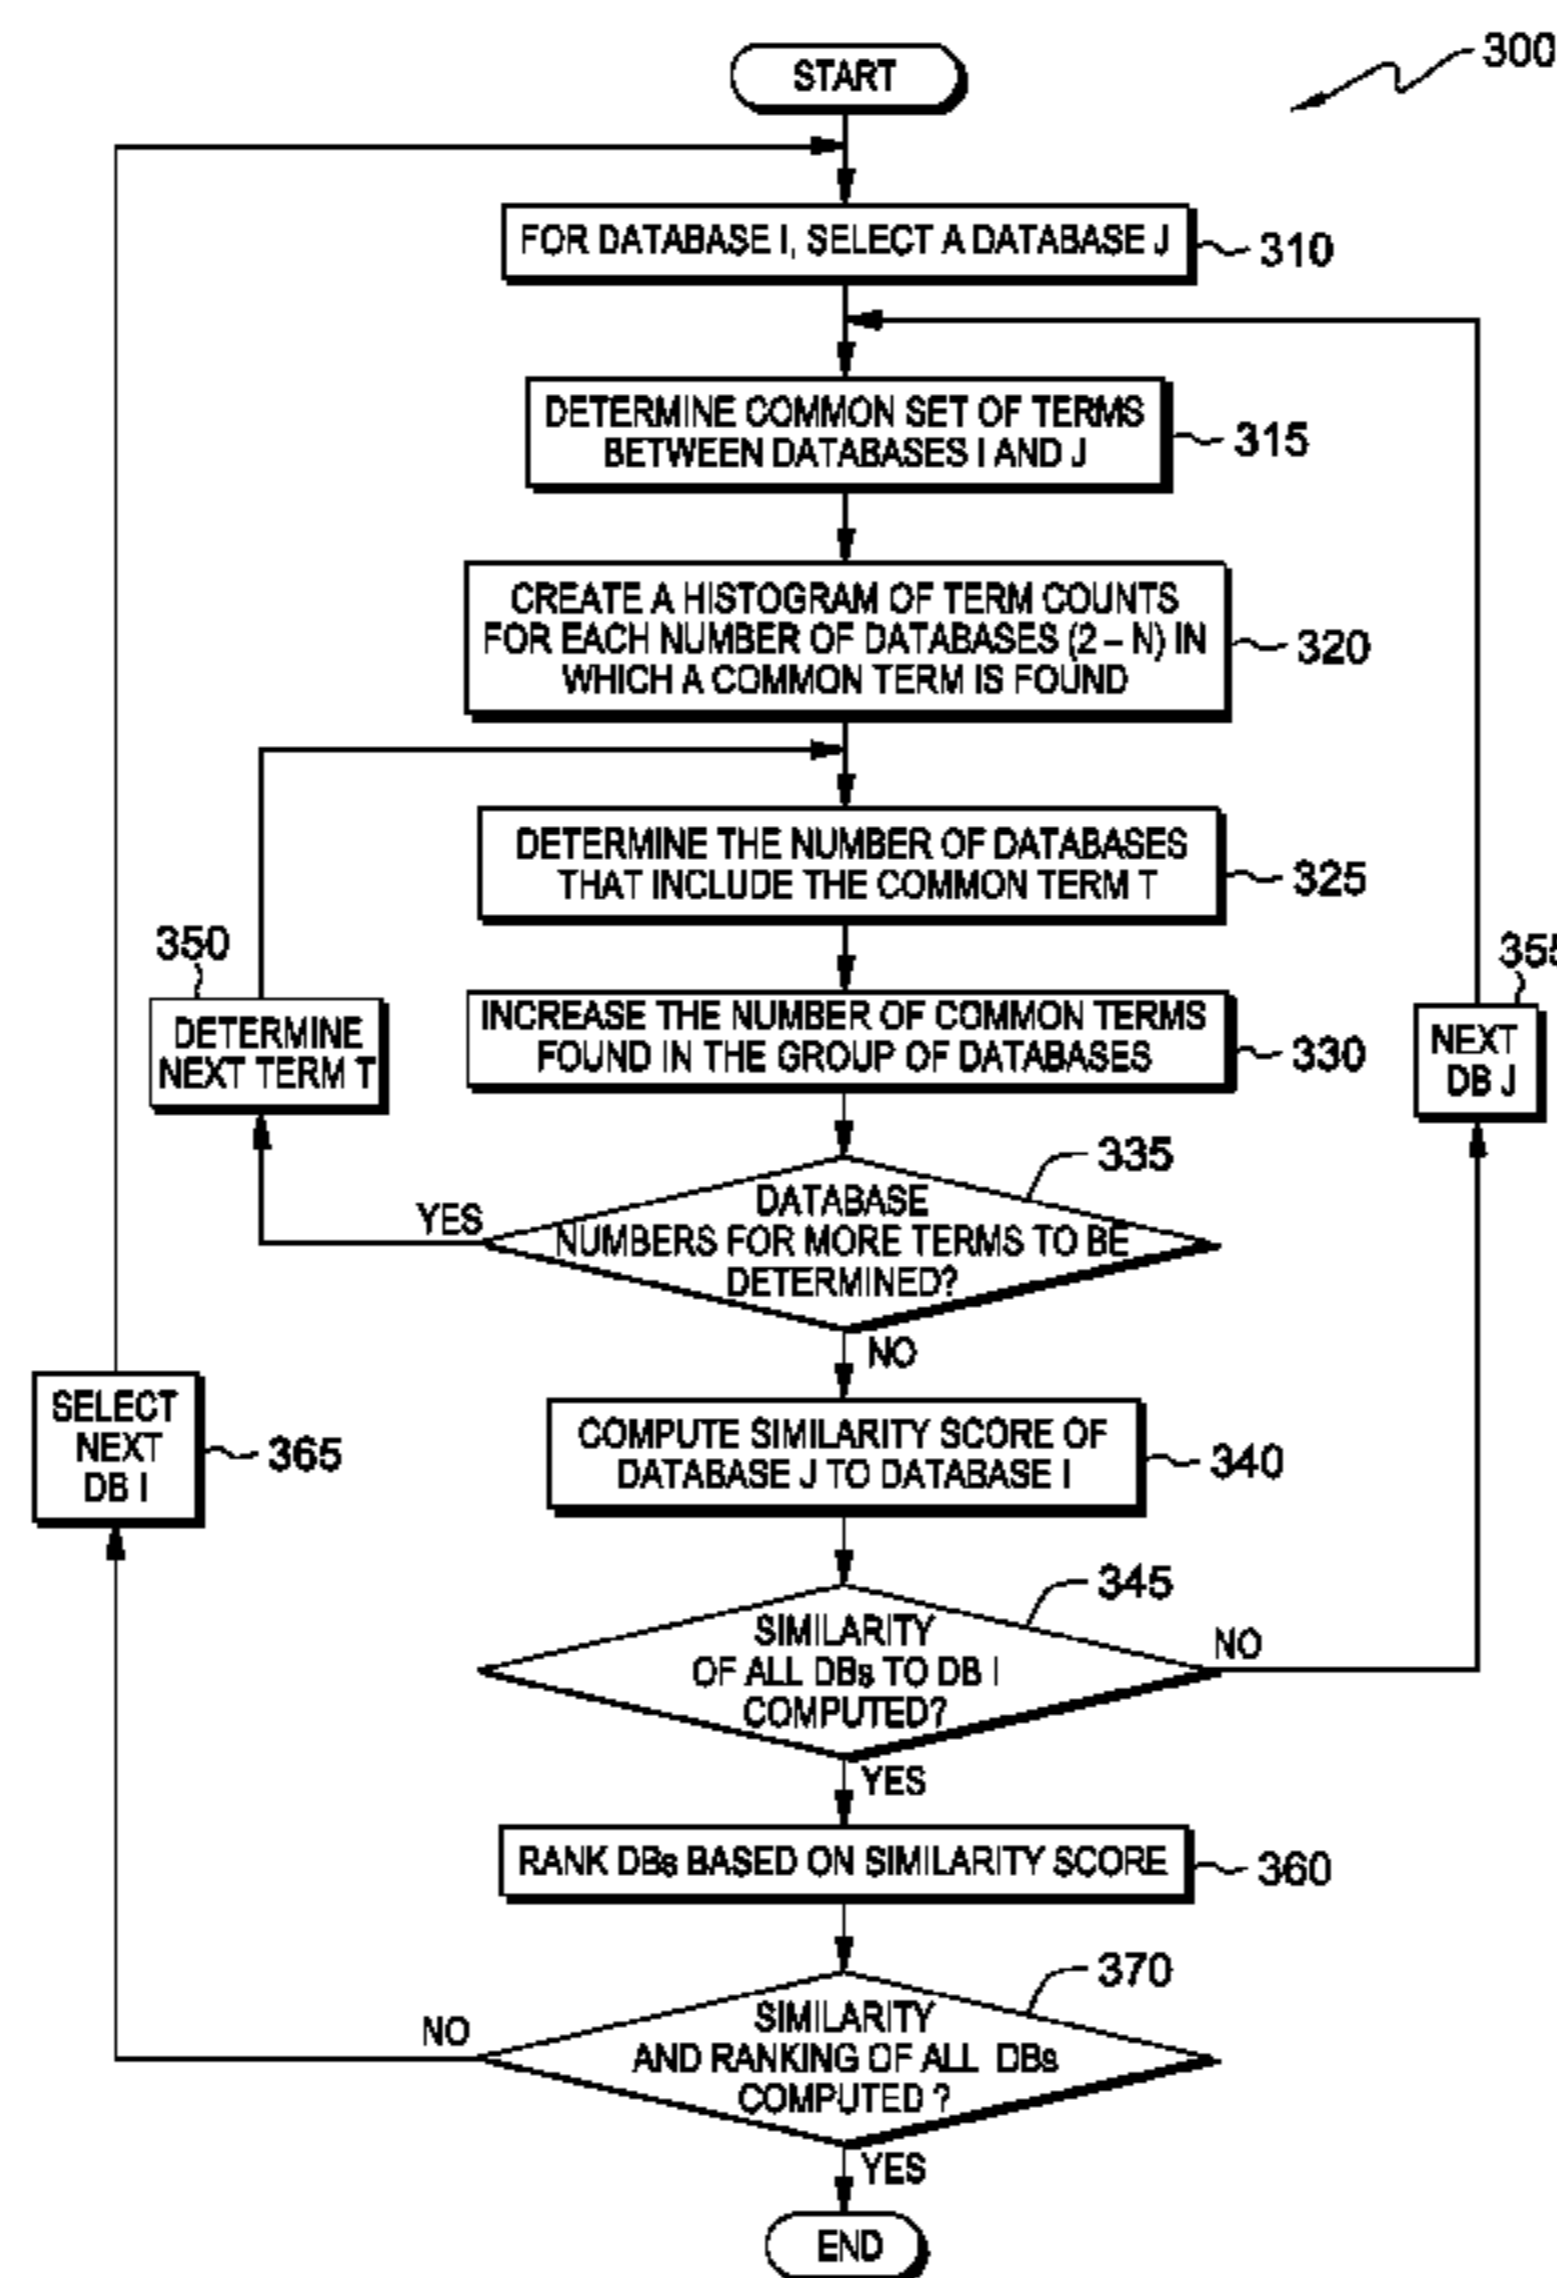 START
300
FOR DATABASE I, SELECT A DATABASE J
310
DETERMINE COMMON SET OF TERMS
BETWEEN DATABASES I AND J
315
CREATE A HISTOGRAM OF TERM COUNTS
FOR EACH NUMBER OF DATABASES (2 – N) IN
WHICH A COMMON TERM IS FOUND
320
DETERMINE THE NUMBER OF DATABASES
THAT INCLUDE THE COMMON TERM T
325
350
DETERMINE
NEXT TERM T
INCREASE THE NUMBER OF COMMON TERMS
FOUND IN THE GROUP OF DATABASES
330
355
NEXT
DB J
335
DATABASE
NUMBERS FOR MORE TERMS TO BE
DETERMINED?
YES
NO
SELECT
NEXT
DB I
365
COMPUTE SIMILARITY SCORE OF
DATABASE J TO DATABASE I
340
345
SIMILARITY
OF ALL DBs TO DB I
COMPUTED?
NO
YES
RANK DBs BASED ON SIMILARITY SCORE
360
370
SIMILARITY
AND RANKING OF ALL DBs
COMPUTED ?
NO
YES
END